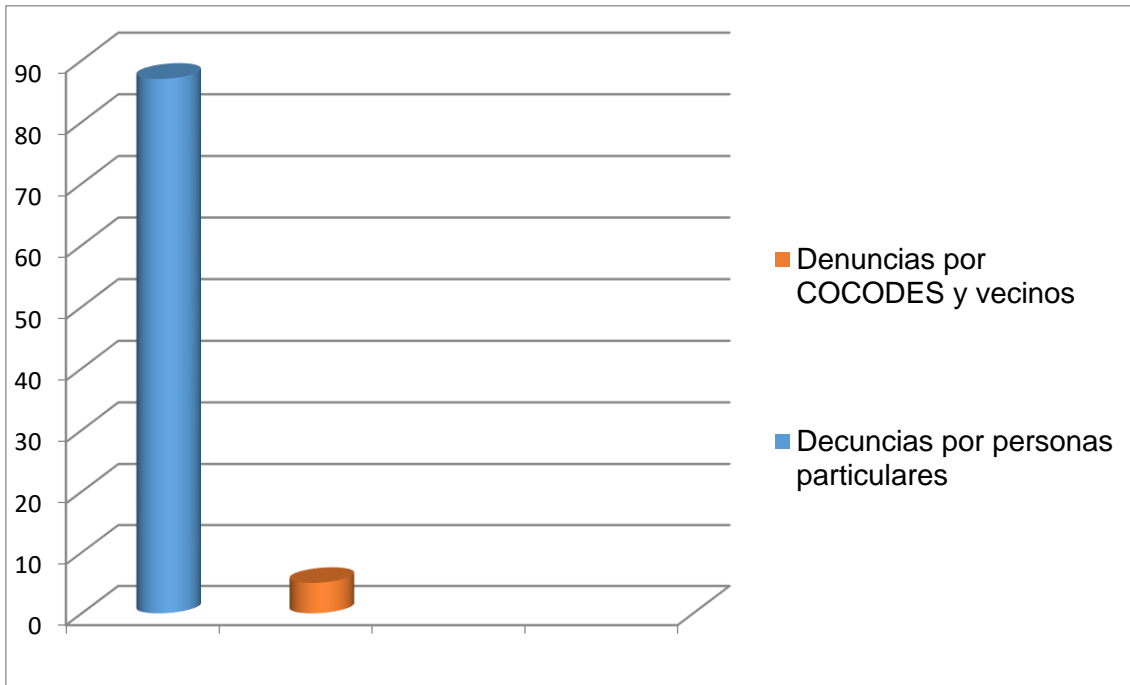 90
80
70
60
50
40
30
20
10
0
Denuncias por
COCODES y vecinos
Decuncias por personas
particulares